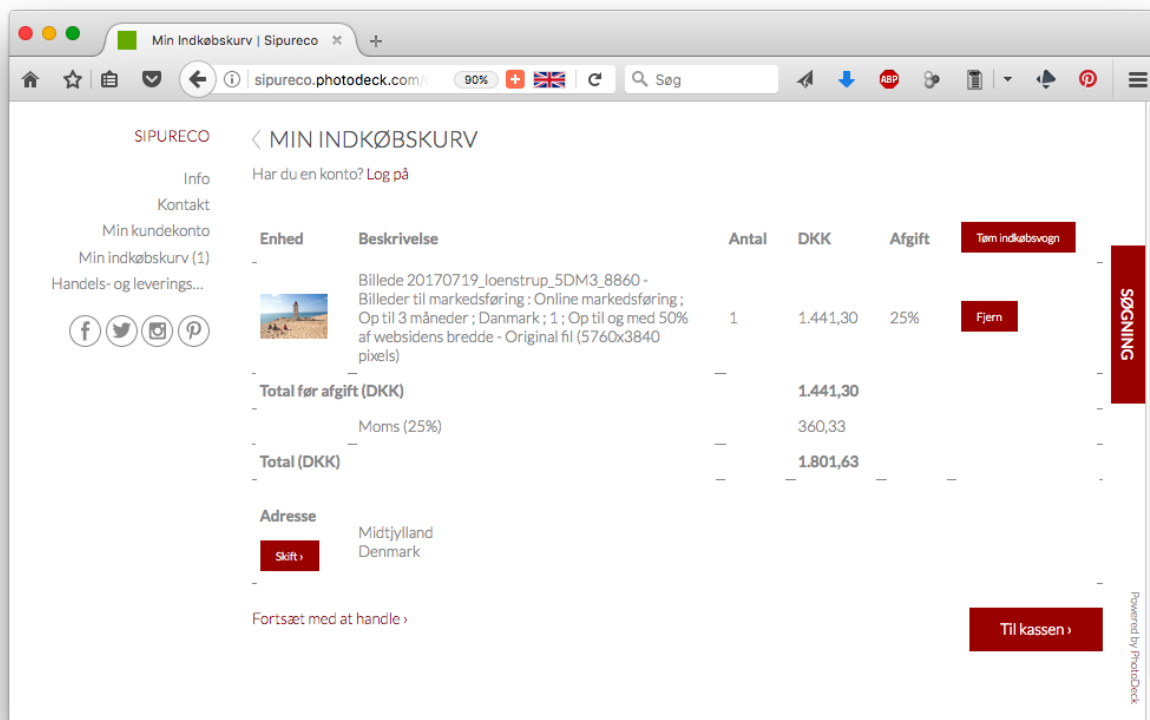 Min Indkøbskurv | Sipureco
sipureco.photodeck.com/
90%
Søg
ABP
SIPURECO
Info
Kontakt
Min kundekonto
Min indkøbskurv (1)
Handels- og leverings...
MIN INDKØBSKURV
Har du en konto? Log på
Enhed Beskrivelse Antal DKK Afgift Tøm indkøbsvogn
Billede 20170719_loenstrup_5DM3_8860 -
Billeder til markedsføring : Online markedsføring ;
Op til 3 måneder ; Danmark ; 1 ; Op til og med 50% 1 1.441,30 25% Fjern
af websidens bredde - Original fil (5760x3840
pixels)
Total før afgift (DKK) 1.441,30
Moms (25%) 360,33
Total (DKK) 1.801,63
Adresse
Midtjylland
Denmark
Skift ›
Fortsæt med at handle ›
Til kassen ›
SØGNING
Powered by PhotoDeck